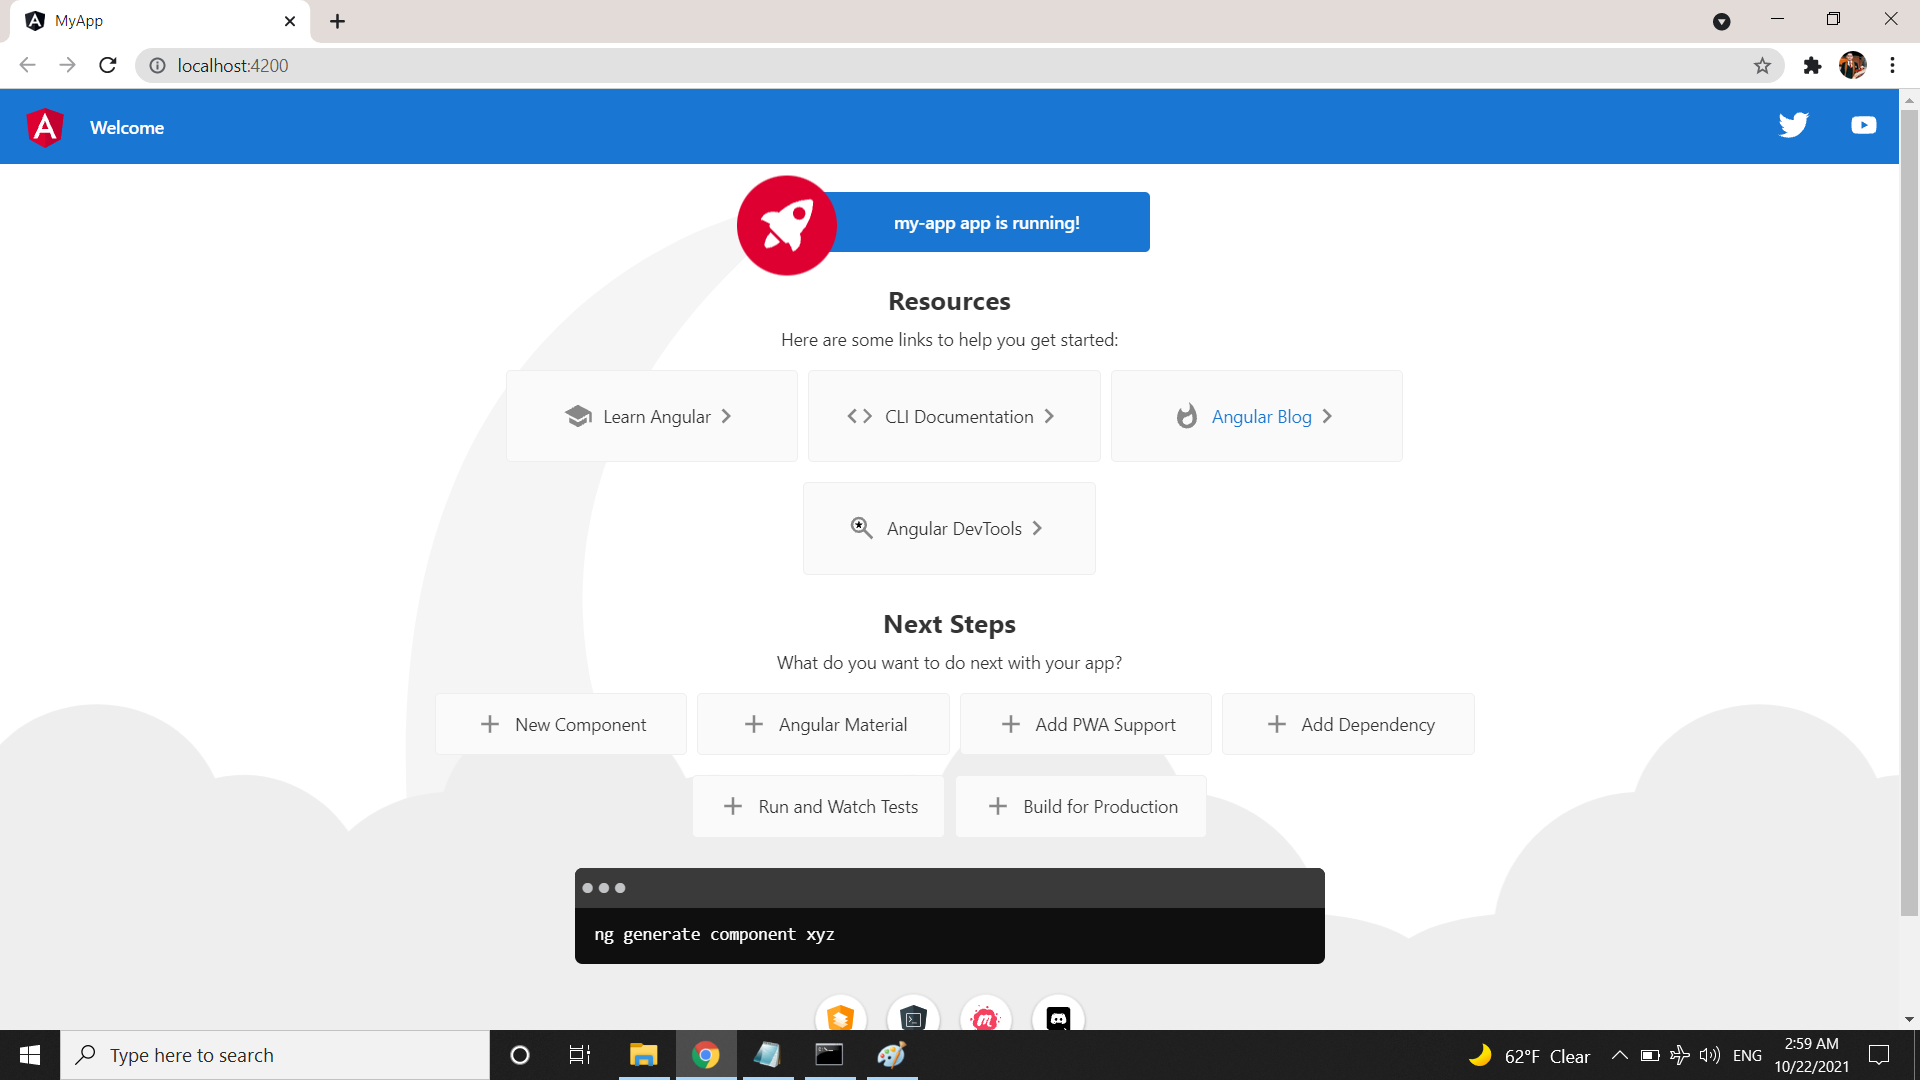 MyApp
localhost:4200
Welcome
my-app app is running!
Resources
Here are some links to help you get started:
Learn Angular
CLI Documentation
Angular Blog
Angular DevTools
Next Steps
What do you want to do next with your app?
New Component
Angular Material
Add PWA Support
Add Dependency
Run and Watch Tests
Build for Production
ng generate component xyz
Type here to search
62°F Clear
ENG
2:59 AM
10/22/2021